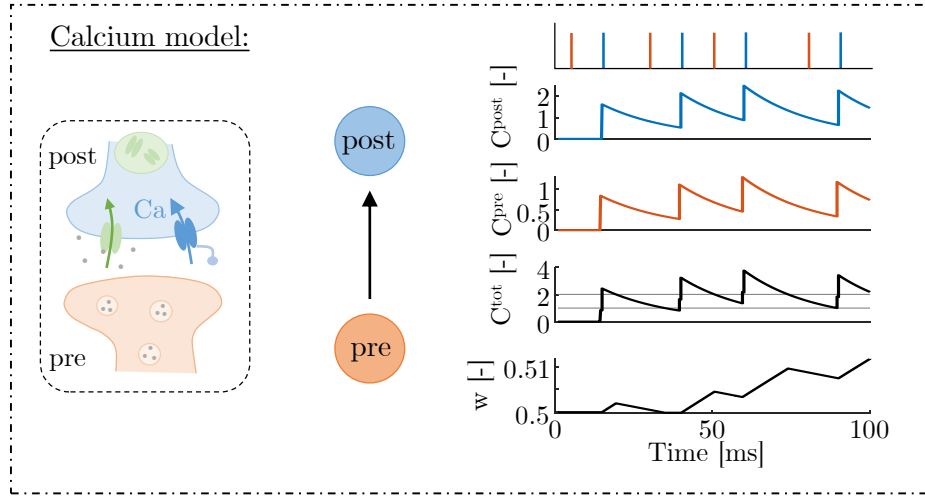 Calcium model:
post
Ca
pre
post
pre
C^post [-]
2
1
0
C^pre [-]
1
0.5
0
C^tot [-]
4
2
0
w [-]
0.51
0.5
0
50
100
Time [ms]